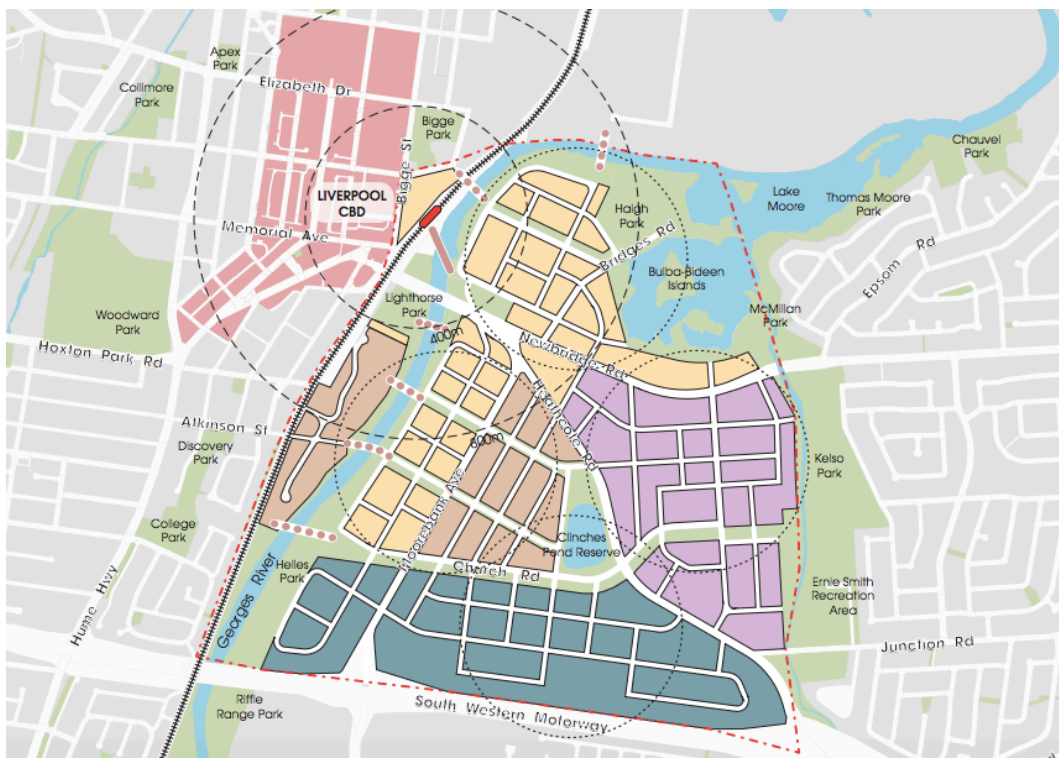 Apex
Park
Elizabeth Dr
Collimore
Park
Bigge
Park
Bigge St
Chauvel
Park
LIVERPOOL
CBD
Lake
Moore
Thomas Moore
Park
Haigh
Park
Memorial Ave
Bridges Rd
Epsom Rd
Bulba-Bideen
Islands
Lighthorse
Park
McMillan
Park
Woodward
Park
400m
Newbridge Rd
Hoxton Park Rd
Heathcote Rd
Atkinson St
800m
Discovery
Park
Kelso
Park
Moorebank Ave
College
Park
Clinches
Pond Reserve
Church Rd
Helles
Park
Georges River
Hume Hwy
Ernie Smith
Recreation
Area
Junction Rd
Riffle
Range Park
South Western Motorway